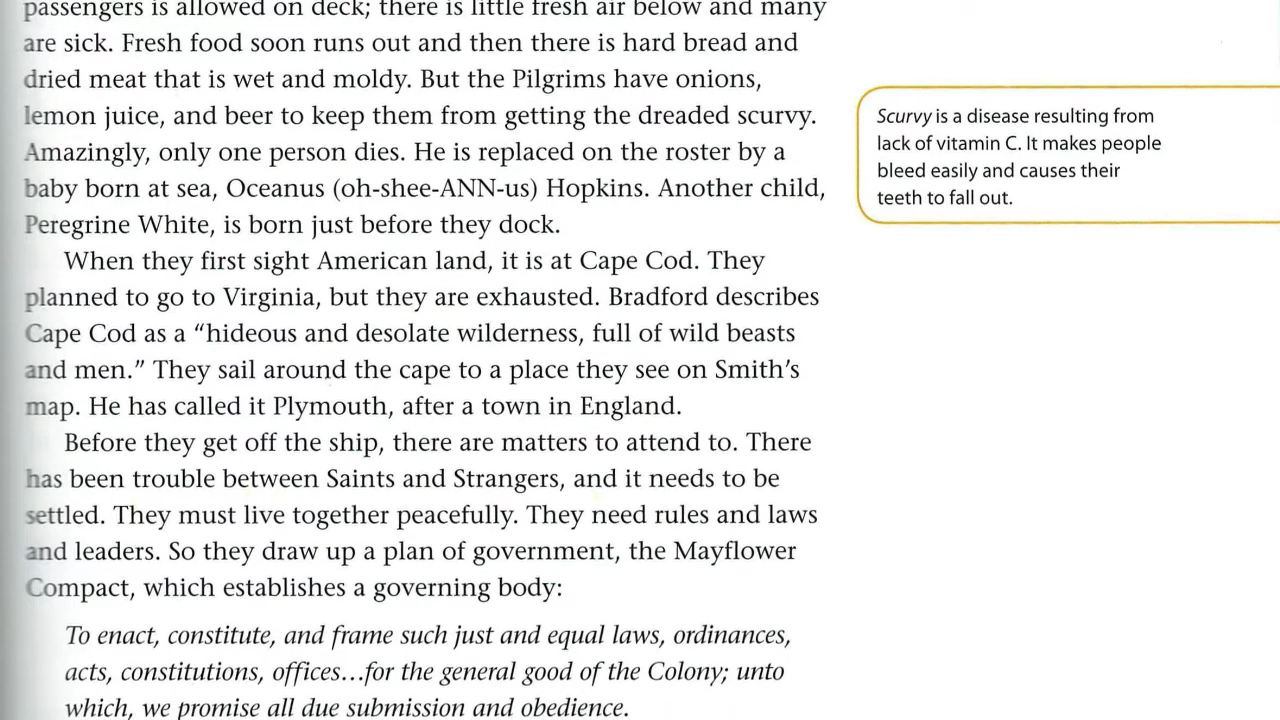 passengers is allowed on deck; there is little fresh air below and many
are sick. Fresh food soon runs out and then there is hard bread and
dried meat that is wet and moldy. But the Pilgrims have onions,
lemon juice, and beer to keep them from getting the dreaded scurvy.
Amazingly, only one person dies. He is replaced on the roster by a
baby born at sea, Oceanus (oh-shee-ANN-us) Hopkins. Another child,
Peregrine White, is born just before they dock.
When they first sight American land, it is at Cape Cod. They
planned to go to Virginia, but they are exhausted. Bradford describes
Cape Cod as a “hideous and desolate wilderness, full of wild beasts
and men.” They sail around the cape to a place they see on Smith’s
map. He has called it Plymouth, after a town in England.
Before they get off the ship, there are matters to attend to. There
has been trouble between Saints and Strangers, and it needs to be
settled. They must live together peacefully. They need rules and laws
and leaders. So they draw up a plan of government, the Mayflower
Compact, which establishes a governing body:
To enact, constitute, and frame such just and equal laws, ordinances,
acts, constitutions, offices…for the general good of the Colony; unto
which, we promise all due submission and obedience.
Scurvy is a disease resulting from
lack of vitamin C. It makes people
bleed easily and causes their
teeth to fall out.